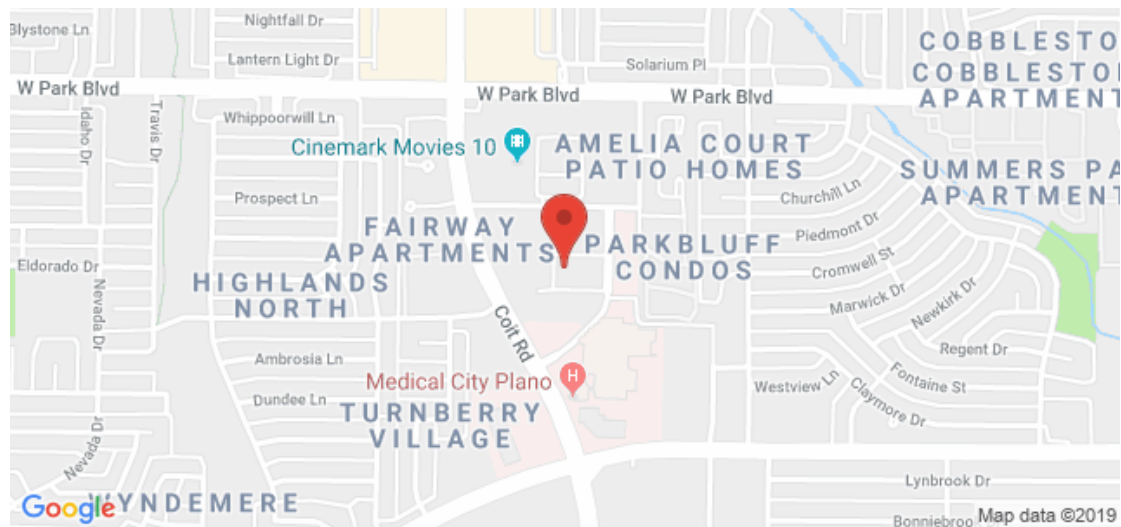 Blystone Ln
Nightfall Dr
Lantern Light Dr
Solarium Pl
COBBLESTO
COBBLESTO
APARTMENT
W Park Blvd
W Park Blvd
W Park Blvd
Idaho Dr
Travis Dr
Whippoorwill Ln
Cinemark Movies 10
AMELIA COURT
PATIO HOMES
SUMMERS PA
APARTMENT
Prospect Ln
Churchill Ln
Piedmont Dr
FAIRWAY
APARTMENTS
PARKBLUFF
CONDOS
Eldorado Dr
Nevada Dr
HIGHLANDS
NORTH
Cromwell St
Marwick Dr
Newkirk Dr
Coit Rd
Regent Dr
Ambrosia Ln
Medical City Plano
H
Dundee Ln
TURNBERRY
VILLAGE
Westview Ln
Fontaine St
Claymore Dr
Nevada Dr
Lynbrook Dr
Google
WYNDEMERE
Bonniebroo
Map data ©2019